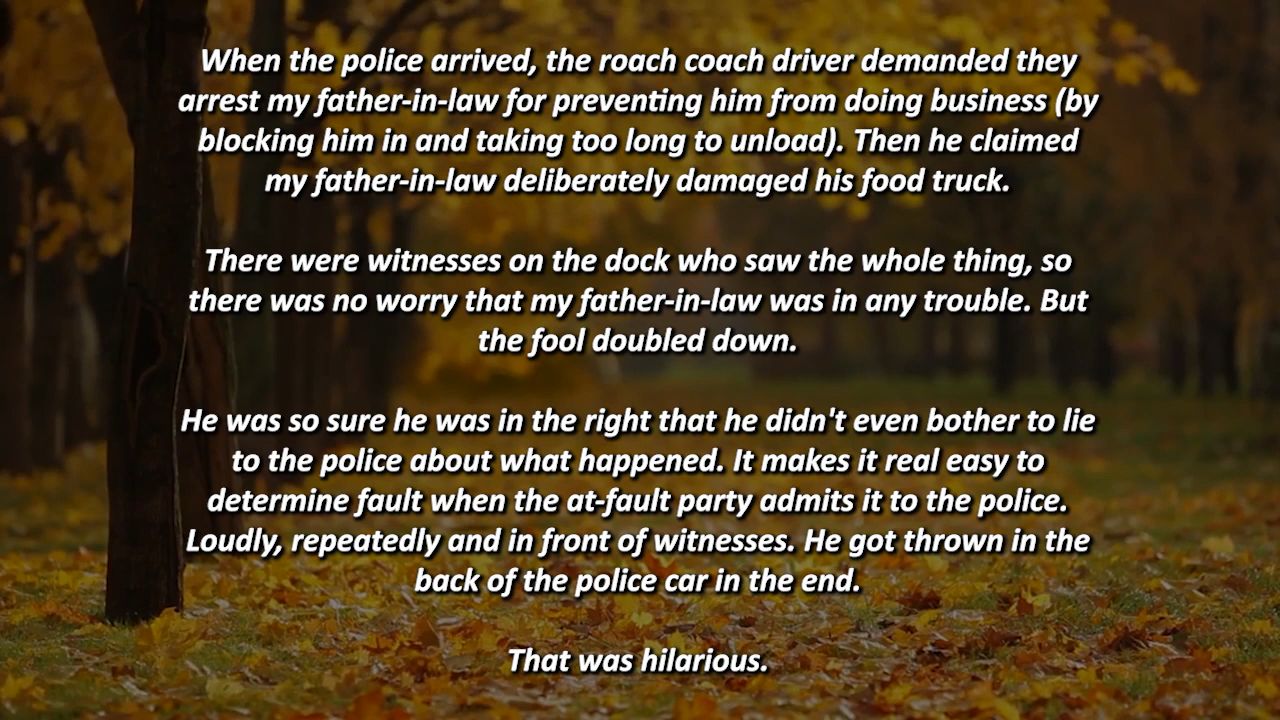 When the police arrived, the roach coach driver demanded they
arrest my father-in-law for preventing him from doing business (by
blocking him in and taking too long to unload). Then he claimed
my father-in-law deliberately damaged his food truck.
There were witnesses on the dock who saw the whole thing, so
there was no worry that my father-in-law was in any trouble. But
the fool doubled down.
He was so sure he was in the right that he didn't even bother to lie
to the police about what happened. It makes it real easy to
determine fault when the at-fault party admits it to the police.
Loudly, repeatedly and in front of witnesses. He got thrown in the
back of the police car in the end.
That was hilarious.